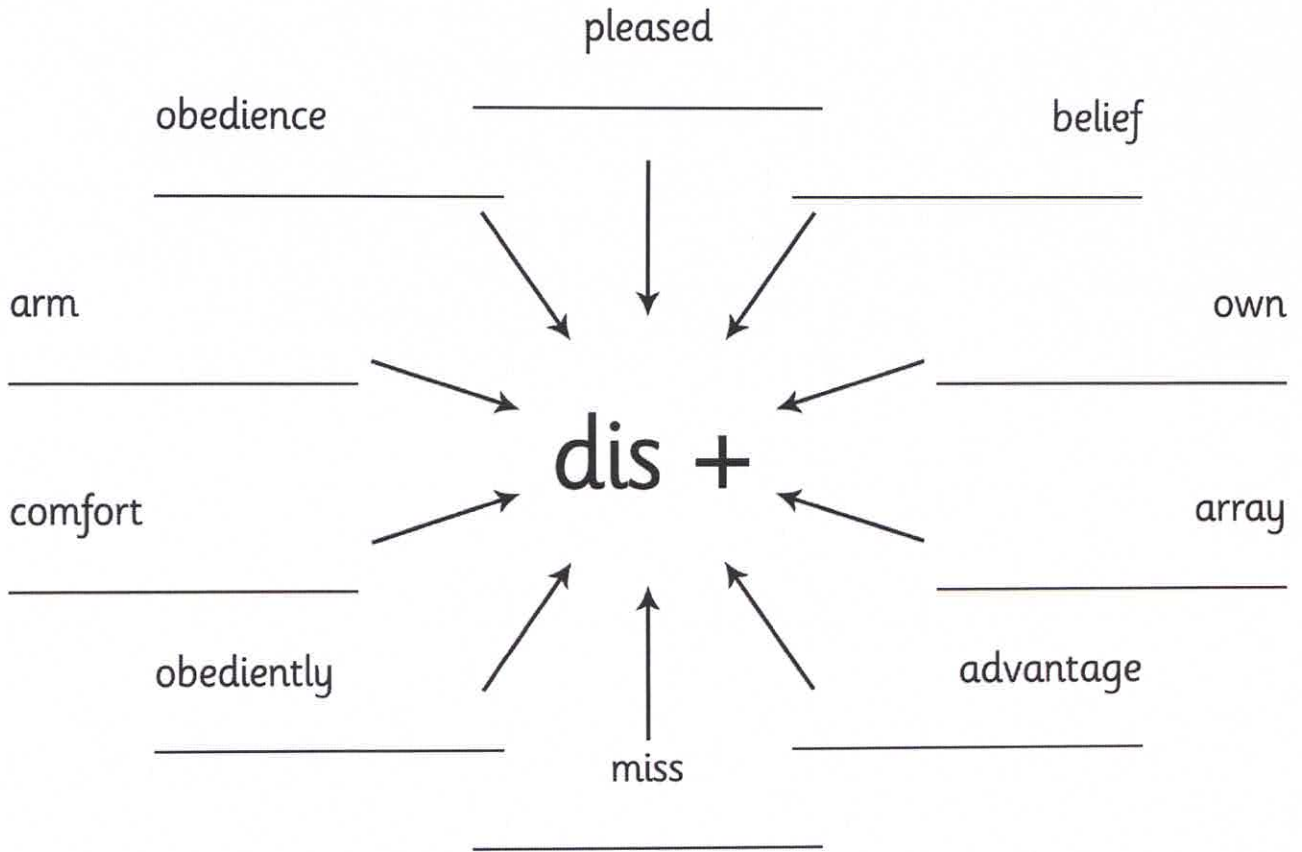 pleased
obedience
belief
arm
own
dis +
comfort
array
obediently
advantage
miss